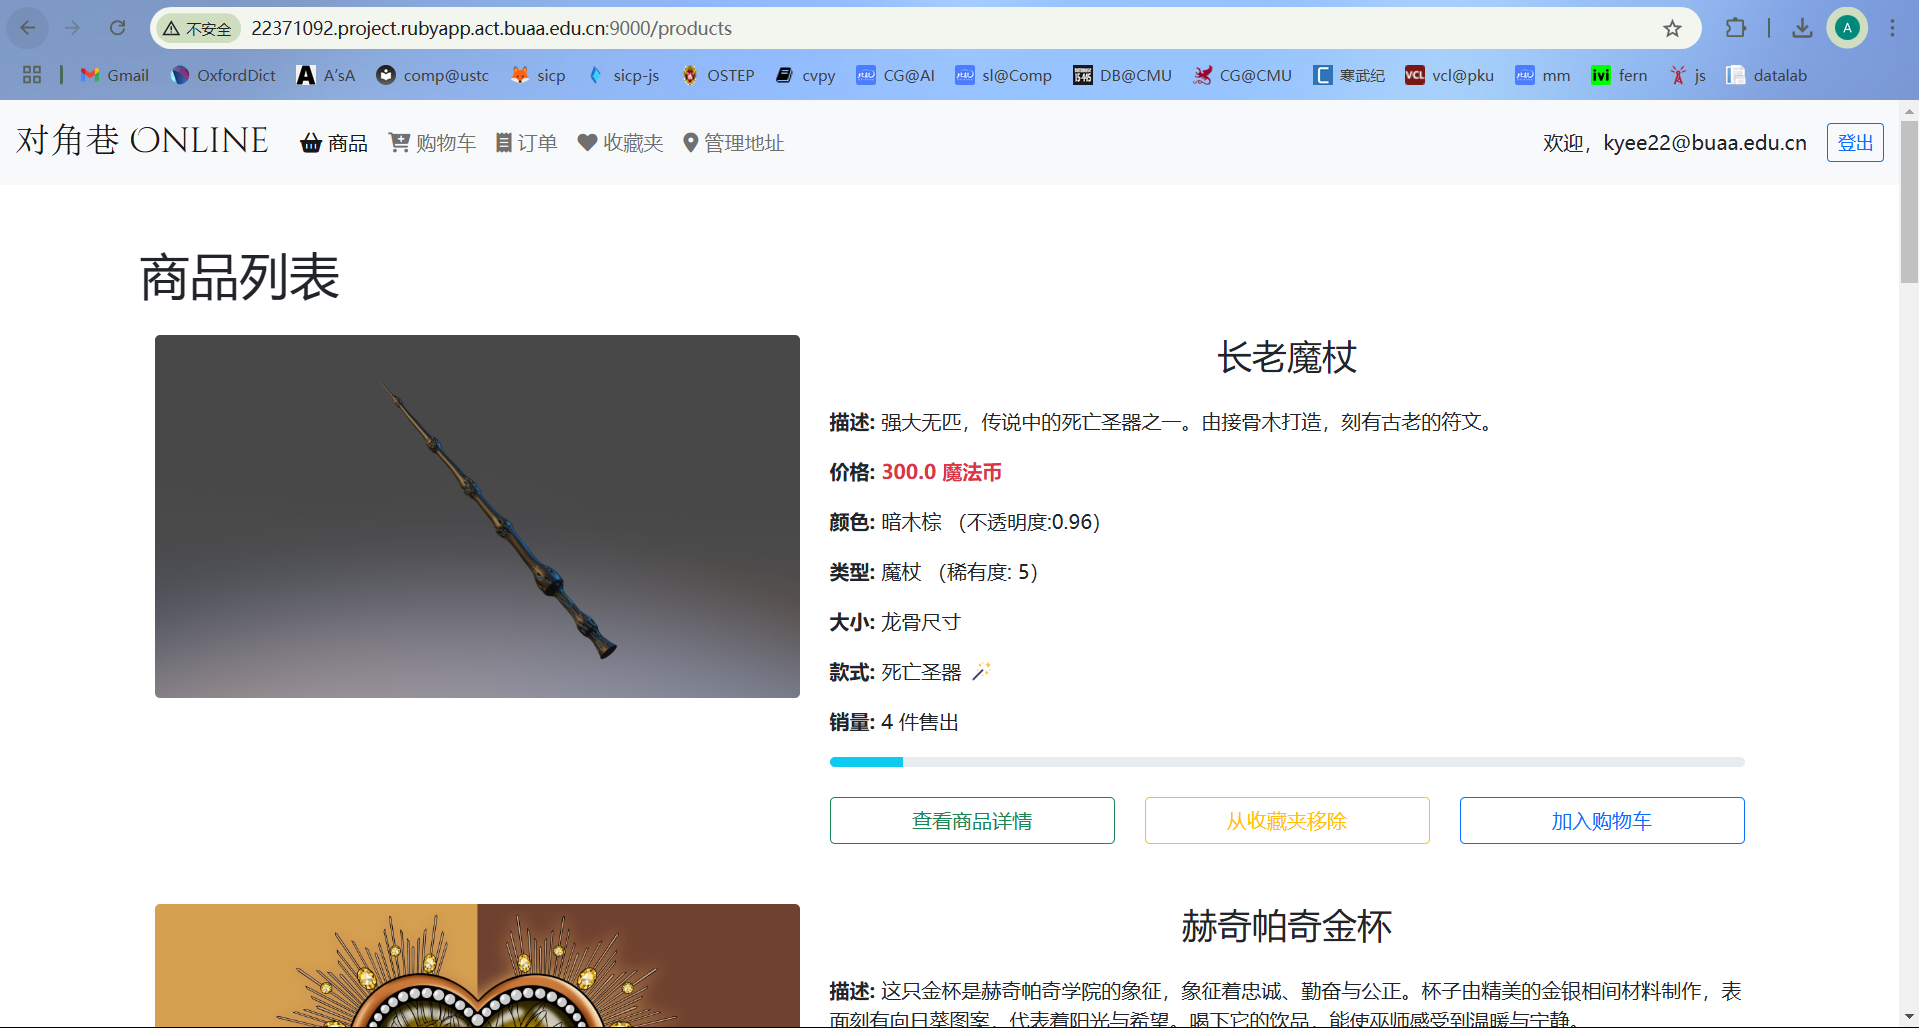 不安全 22371092.project.rubyapp.act.buaa.edu.cn:9000/products A
Gmail OxfordDict A'sA comp@ustc sicp sicp-js OSTEP cvpy CG@AI sl@Comp DB@CMU CG@CMU 寒武纪 vcl@pku mm fern js datalab
对角巷 ONLINE 商品 购物车 订单 收藏夹 管理地址 欢迎，kyee22@buaa.edu.cn 登出
商品列表
长老魔杖
描述: 强大无匹，传说中的死亡圣器之一。由接骨木打造，刻有古老的符文。
价格: 300.0 魔法币
颜色: 暗木棕 （不透明度:0.96）
类型: 魔杖 （稀有度: 5）
大小: 龙骨尺寸
款式: 死亡圣器 🪄
销量: 4 件售出
查看商品详情 从收藏夹移除 加入购物车
赫奇帕奇金杯
描述: 这只金杯是赫奇帕奇学院的象征，象征着忠诚、勤奋与公正。杯子由精美的金银相间材料制作，表
面刻有向日葵图案，代表着阳光与希望。喝下它的饮品，能使巫师感受到温暖与宁静。